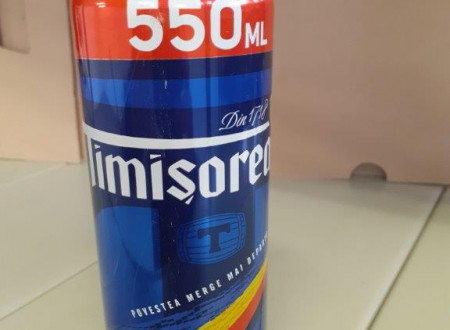 550ML
Din 1718
Timișorea
T
POVESTEA MERGE MAI DEPARTE